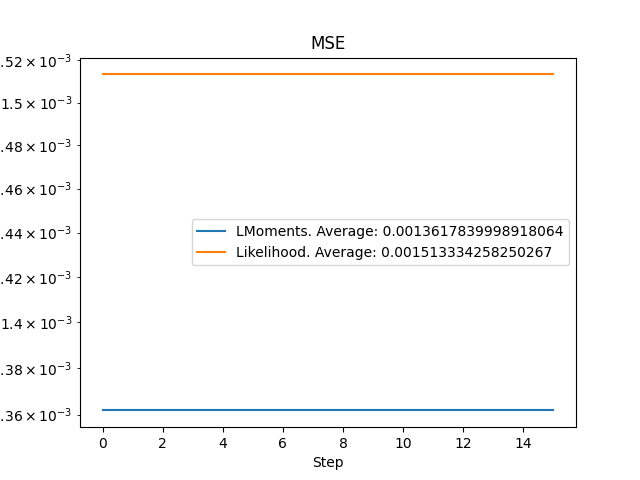 MSE
.52 × 10⁻³
1.5 × 10⁻³
.48 × 10⁻³
.46 × 10⁻³
.44 × 10⁻³
.42 × 10⁻³
1.4 × 10⁻³
.38 × 10⁻³
.36 × 10⁻³
LMoments. Average: 0.0013617839998918064
Likelihood. Average: 0.001513334258250267
0 2 4 6 8 10 12 14
Step